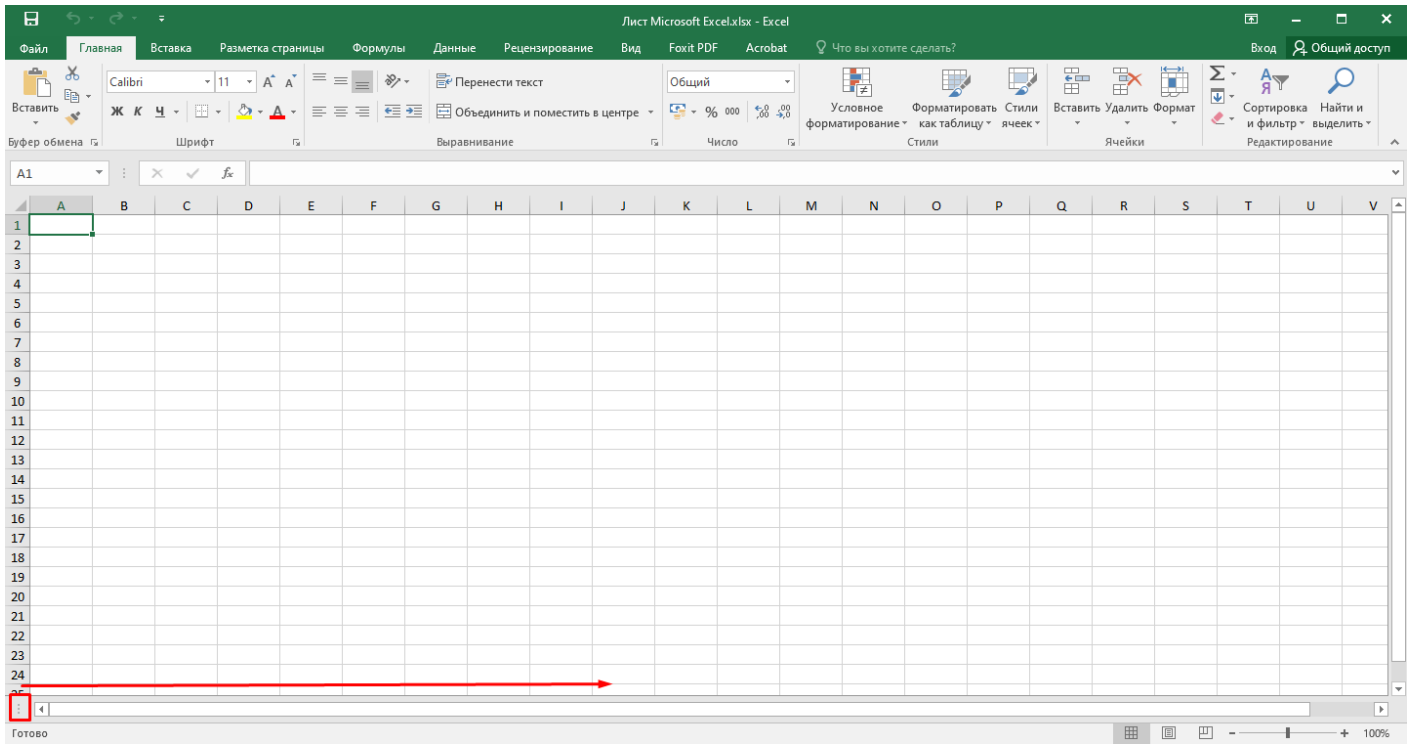 Лист Microsoft Excel.xlsx - Excel
Файл Главная Вставка Разметка страницы Формулы Данные Рецензирование Вид Foxit PDF Acrobat Что вы хотите сделать? Вход Общий доступ
Вставить
Calibri 11
Ж К Ч
Перенести текст
Объединить и поместить в центре
Общий
% 000
Условное форматирование
Форматировать как таблицу
Стили ячеек
Вставить Удалить Формат
Сортировка и фильтр
Найти и выделить
Буфер обмена Шрифт Выравнивание Число Стили Ячейки Редактирование
A1 fx
A B C D E F G H I J K L M N O P Q R S T U V
1
2
3
4
5
6
7
8
9
10
11
12
13
14
15
16
17
18
19
20
21
22
23
24
25
Готово 100%